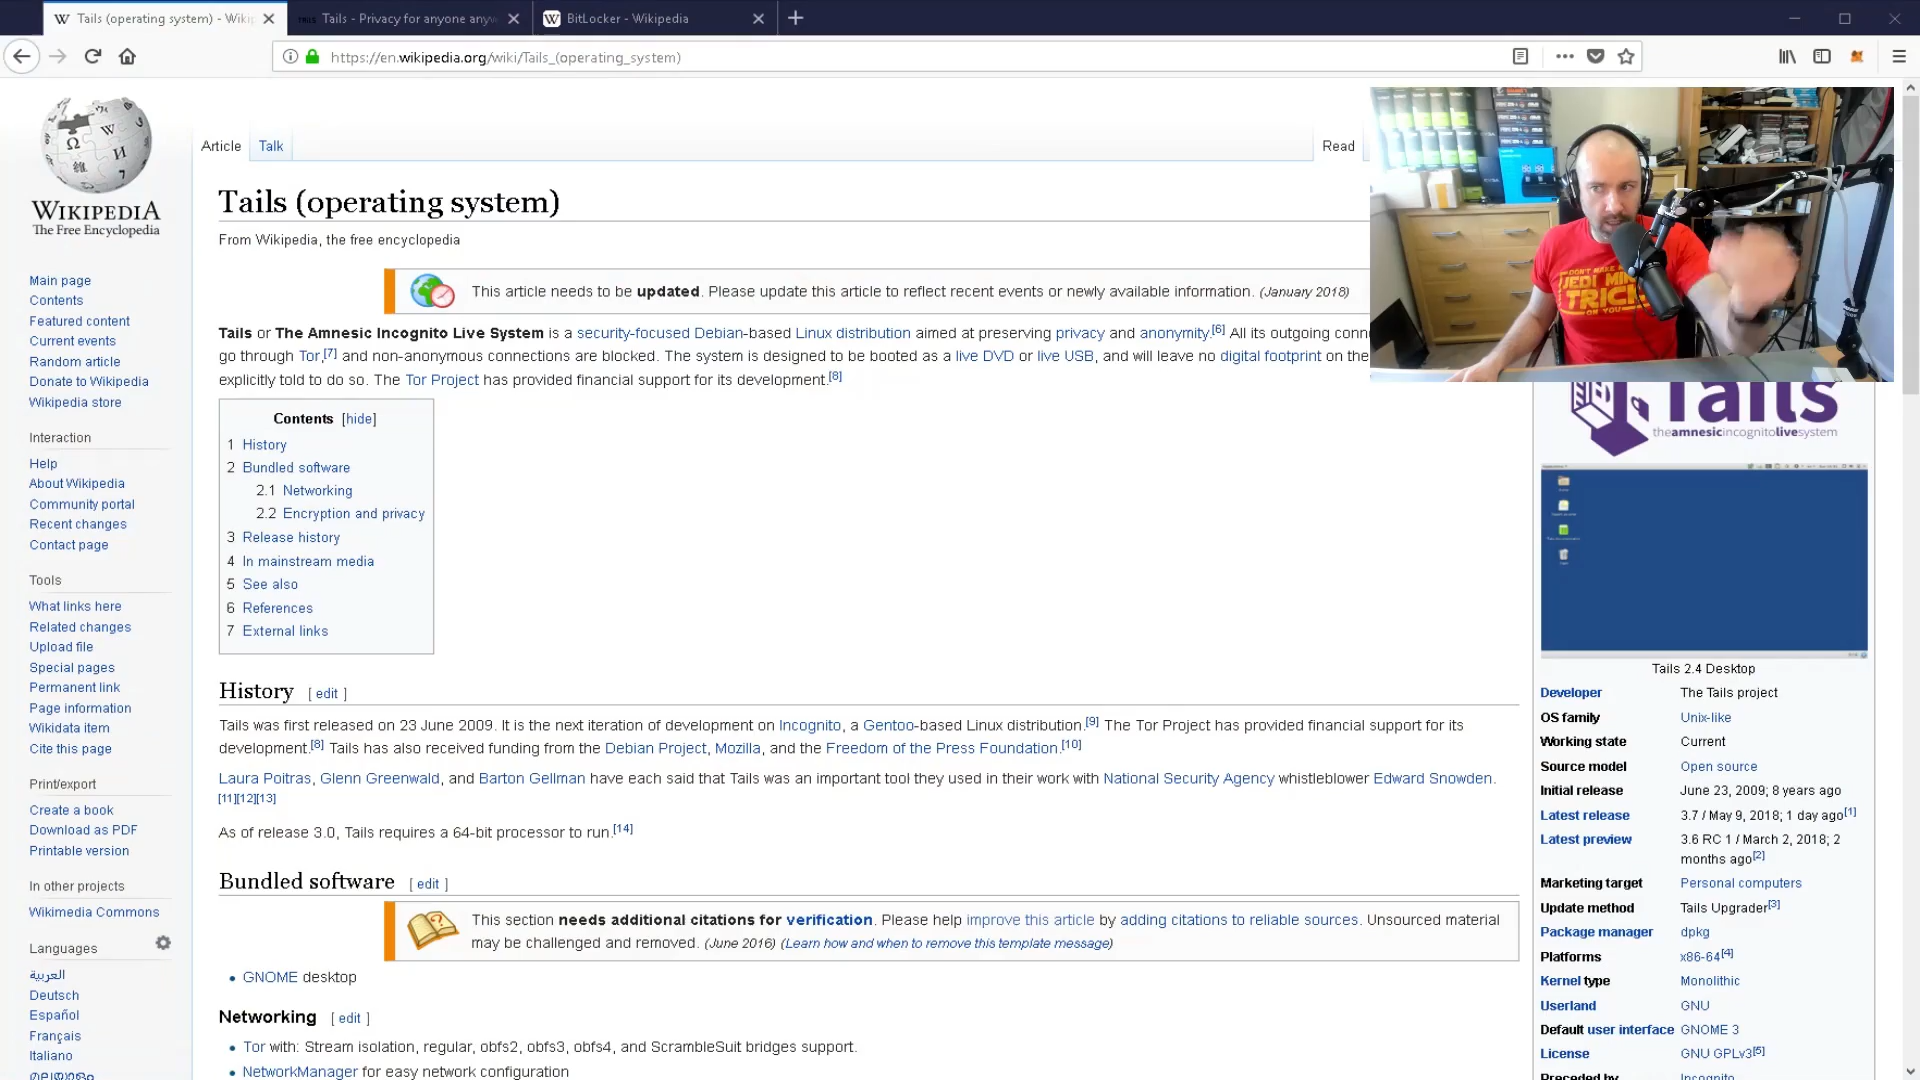 Tails (operating system) - Wiki
Tails - Privacy for anyone anyw
BitLocker - Wikipedia
https://en.wikipedia.org/wiki/Tails_(operating_system)
WIKIPEDIA
The Free Encyclopedia
Article
Talk
Read
Tails (operating system)
From Wikipedia, the free encyclopedia
This article needs to be updated. Please update this article to reflect recent events or newly available information. (January 2018)
Tails or The Amnesic Incognito Live System is a security-focused Debian-based Linux distribution aimed at preserving privacy and anonymity.[6] All its outgoing conn
go through Tor,[7] and non-anonymous connections are blocked. The system is designed to be booted as a live DVD or live USB, and will leave no digital footprint on the
explicitly told to do so. The Tor Project has provided financial support for its development.[8]
DON'T MAKE
JEDI MIN
TRIC
ON YOU
Main page
Contents
Featured content
Current events
Random article
Donate to Wikipedia
Wikipedia store
Interaction
Help
About Wikipedia
Community portal
Recent changes
Contact page
Tools
What links here
Related changes
Upload file
Special pages
Permanent link
Page information
Wikidata item
Cite this page
Print/export
Create a book
Download as PDF
Printable version
In other projects
Wikimedia Commons
Languages
العربية
Deutsch
Español
Français
Italiano
Contents [hide]
1 History
2 Bundled software
2.1 Networking
2.2 Encryption and privacy
3 Release history
4 In mainstream media
5 See also
6 References
7 External links
History [ edit ]
Tails was first released on 23 June 2009. It is the next iteration of development on Incognito, a Gentoo-based Linux distribution.[9] The Tor Project has provided financial support for its
development.[8] Tails has also received funding from the Debian Project, Mozilla, and the Freedom of the Press Foundation.[10]
Laura Poitras, Glenn Greenwald, and Barton Gellman have each said that Tails was an important tool they used in their work with National Security Agency whistleblower Edward Snowden.
[11][12][13]
As of release 3.0, Tails requires a 64-bit processor to run.[14]
Bundled software [ edit ]
This section needs additional citations for verification. Please help improve this article by adding citations to reliable sources. Unsourced material
may be challenged and removed. (June 2016) (Learn how and when to remove this template message)
GNOME desktop
Networking [ edit ]
Tor with: Stream isolation, regular, obfs2, obfs3, obfs4, and ScrambleSuit bridges support.
NetworkManager for easy network configuration
Tails
theamnesicincognitolivesystem
Tails 2.4 Desktop
Developer The Tails project
OS family Unix-like
Working state Current
Source model Open source
Initial release June 23, 2009; 8 years ago
Latest release 3.7 / May 9, 2018; 1 day ago[1]
Latest preview 3.6 RC 1 / March 2, 2018; 2
months ago[2]
Marketing target Personal computers
Update method Tails Upgrader[3]
Package manager dpkg
Platforms x86-64[4]
Kernel type Monolithic
Userland GNU
Default user interface GNOME 3
License GNU GPLv3[5]
Preceded by Incognito